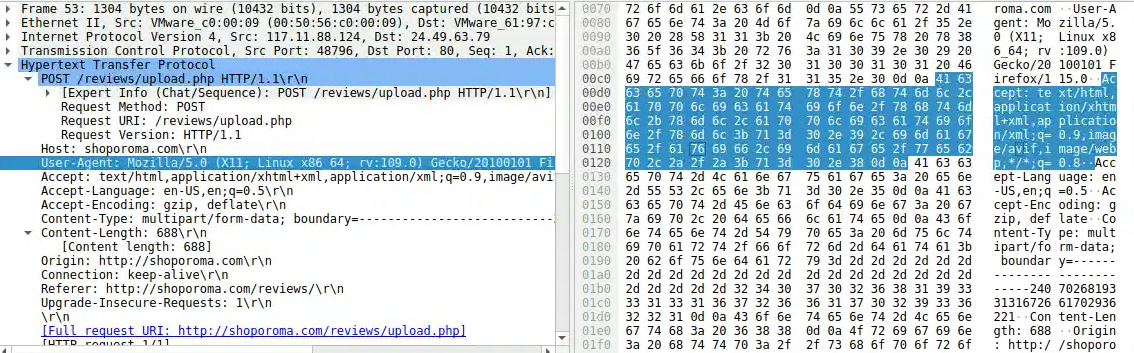 Frame 53: 1304 bytes on wire (10432 bits), 1304 bytes captured (10432 bits)
Ethernet II, Src: VMware_c0:00:09 (00:50:56:c0:00:09), Dst: VMware_61:97:c
Internet Protocol Version 4, Src: 117.11.88.124, Dst: 24.49.63.79
Transmission Control Protocol, Src Port: 48796, Dst Port: 80, Seq: 1, Ack:
Hypertext Transfer Protocol
POST /reviews/upload.php HTTP/1.1\r\n
[Expert Info (Chat/Sequence): POST /reviews/upload.php HTTP/1.1\r\n]
Request Method: POST
Request URI: /reviews/upload.php
Request Version: HTTP/1.1
Host: shoporoma.com\r\n
User-Agent: Mozilla/5.0 (X11; Linux x86_64; rv:109.0) Gecko/20100101 Fi
Accept: text/html,application/xhtml+xml,application/xml;q=0.9,image/avi
Accept-Language: en-US,en;q=0.5\r\n
Accept-Encoding: gzip, deflate\r\n
Content-Type: multipart/form-data; boundary=---------------------------
Content-Length: 688\r\n
[Content length: 688]
Origin: http://shoporoma.com\r\n
Connection: keep-alive\r\n
Referer: http://shoporoma.com/reviews/\r\n
Upgrade-Insecure-Requests: 1\r\n
\r\n
[Full request URI: http://shoporoma.com/reviews/upload.php]
[HTTP request 1/1]
0070 72 6f 6d 61 2e 63 6f 6d 0d 0a 55 73 65 72 2d 41 roma.com ··User-A
0080 67 65 6e 74 3a 20 4d 6f 7a 69 6c 6c 61 2f 35 2e gent: Mo zilla/5.
0090 30 20 28 58 31 31 3b 20 4c 69 6e 75 78 20 78 38 0 (X11;  Linux x8
00a0 36 5f 36 34 3b 20 72 76 3a 31 30 39 2e 30 29 20 6_64; rv :109.0)
00b0 47 65 63 6b 6f 2f 32 30 31 30 30 31 30 31 20 46 Gecko/20 100101 F
00c0 69 72 65 66 6f 78 2f 31 31 35 2e 30 0d 0a 41 63 irefox/1 15.0··Ac
00d0 63 65 70 74 3a 20 74 65 78 74 2f 68 74 6d 6c 2c cept: te xt/html,
00e0 61 70 70 6c 69 63 61 74 69 6f 6e 2f 78 68 74 6d applicat ion/xhtm
00f0 6c 2b 78 6d 6c 2c 61 70 70 6c 69 63 61 74 69 6f l+xml,ap plicatio
0100 6e 2f 78 6d 6c 3b 71 3d 30 2e 39 2c 69 6d 61 67 n/xml;q= 0.9,imag
0110 65 2f 61 76 69 66 2c 69 6d 61 67 65 2f 77 65 62 e/avif,i mage/web
0120 70 2c 2a 2f 2a 3b 71 3d 30 2e 38 0d 0a 41 63 63 p,*/*;q= 0.8··Acc
0130 65 70 74 2d 4c 61 6e 67 75 61 67 65 3a 20 65 6e ept-Lang uage: en
0140 2d 55 53 2c 65 6e 3b 71 3d 30 2e 35 0d 0a 41 63 -US,en;q =0.5··Ac
0150 63 65 70 74 2d 45 6e 63 6f 64 69 6e 67 3a 20 67 cept-Enc oding: g
0160 7a 69 70 2c 20 64 65 66 6c 61 74 65 0d 0a 43 6f zip, def late··Co
0170 6e 74 65 6e 74 2d 54 79 70 65 3a 20 6d 75 6c 74 ntent-Ty pe: mult
0180 69 70 61 72 74 2f 66 6f 72 6d 2d 64 61 74 61 3b ipart/fo rm-data;
0190 20 62 6f 75 6e 64 61 72 79 3d 2d 2d 2d 2d 2d 2d boundar y=------
01a0 2d 2d 2d 2d 2d 2d 2d 2d 2d 2d 2d 2d 2d 2d 2d 2d -------- --------
01b0 2d 2d 2d 2d 2d 32 34 30 37 30 32 36 38 31 39 33 -----240 70268193
01c0 33 31 33 31 36 37 32 36 36 31 37 30 32 39 33 36 31316726 61702936
01d0 32 32 31 0d 0a 43 6f 6e 74 65 6e 74 2d 4c 65 6e 221··Con tent-Len
01e0 67 74 68 3a 20 36 38 38 0d 0a 4f 72 69 67 69 6e gth: 688 ··Origin
01f0 3a 20 68 74 74 70 3a 2f 2f 73 68 6f 70 6f 72 6f : http:/ /shoporo